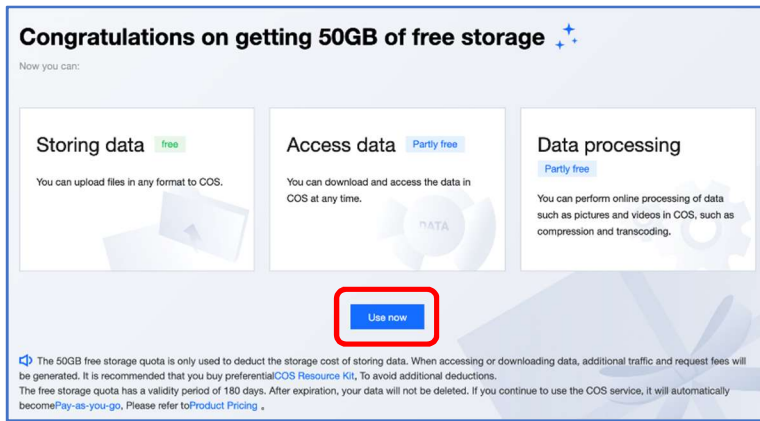 Congratulations on getting 50GB of free storage
Now you can:
Storing data free
You can upload files in any format to COS.
Access data Partly free
You can download and access the data in
COS at any time.
DATA
Data processing
Partly free
You can perform online processing of data
such as pictures and videos in COS, such as
compression and transcoding.
Use now
The 50GB free storage quota is only used to deduct the storage cost of storing data. When accessing or downloading data, additional traffic and request fees will
be generated. It is recommended that you buy preferentialCOS Resource Kit, To avoid additional deductions.
The free storage quota has a validity period of 180 days. After expiration, your data will not be deleted. If you continue to use the COS service, it will automatically
becomePay-as-you-go, Please refer toProduct Pricing 。